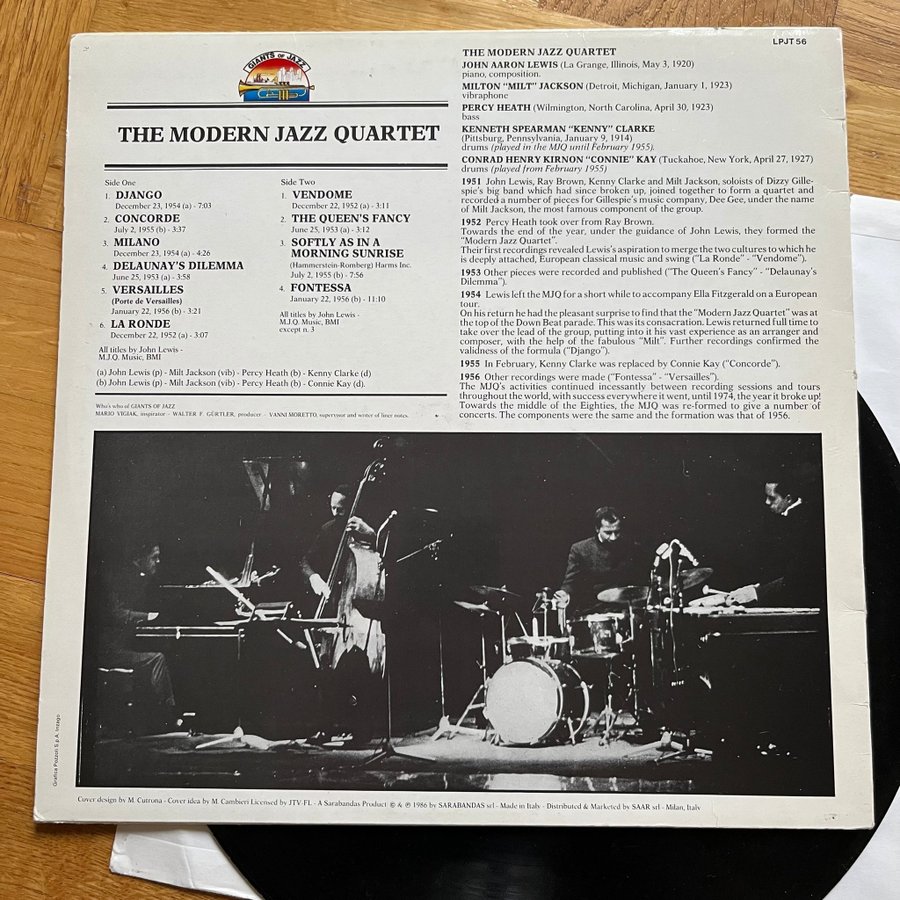 LPJT 56
GIANTS OF JAZZ
THE MODERN JAZZ QUARTET
Side One
1. DJANGO
December 23, 1954 (a) - 7:03
2. CONCORDE
July 2, 1955 (b) - 3:37
3. MILANO
December 23, 1954 (a) - 4:26
4. DELAUNAY'S DILEMMA
June 25, 1953 (a) - 3:58
5. VERSAILLES
(Porte de Versailles)
January 22, 1956 (b) - 3:21
6. LA RONDE
December 22, 1952 (a) - 3:07
All titles by John Lewis -
M.J.Q. Music, BMI
Side Two
1. VENDOME
December 22, 1952 (a) - 3:11
2. THE QUEEN'S FANCY
June 25, 1953 (a) - 3:12
3. SOFTLY AS IN A
MORNING SUNRISE
(Hammerstein-Romberg) Harms Inc.
July 2, 1955 (b) - 7:56
4. FONTESSA
January 22, 1956 (b) - 11:10
All titles by John Lewis -
M.J.Q. Music, BMI
except n. 3
(a) John Lewis (p) - Milt Jackson (vib) - Percy Heath (b) - Kenny Clarke (d)
(b) John Lewis (p) - Milt Jackson (vib) - Percy Heath (b) - Connie Kay (d).
Who's who of GIANTS OF JAZZ
MARIO VIGIAK, inspirator - WALTER F. GÜRTLER, producer - VANNI MORETTO, supervisor and writer of liner notes.
THE MODERN JAZZ QUARTET
JOHN AARON LEWIS (La Grange, Illinois, May 3, 1920)
piano, composition.
MILTON "MILT" JACKSON (Detroit, Michigan, January 1, 1923)
vibraphone
PERCY HEATH (Wilmington, North Carolina, April 30, 1923)
bass
KENNETH SPEARMAN "KENNY" CLARKE
(Pittsburg, Pennsylvania, January 9, 1914)
drums (played in the MJQ until February 1955).
CONRAD HENRY KIRNON "CONNIE" KAY (Tuckahoe, New York, April 27, 1927)
drums (played from February 1955)
1951 John Lewis, Ray Brown, Kenny Clarke and Milt Jackson, soloists of Dizzy Gille-
spie's big band which had since broken up, joined together to form a quartet and
recorded a number of pieces for Gillespie's music company, Dee Gee, under the name
of Milt Jackson, the most famous component of the group.
1952 Percy Heath took over from Ray Brown.
Towards the end of the year, under the guidance of John Lewis, they formed the
"Modern Jazz Quartet".
Their first recordings revealed Lewis's aspiration to merge the two cultures to which he
is deeply attached, European classical music and swing ("La Ronde" - "Vendome").
1953 Other pieces were recorded and published ("The Queen's Fancy" - "Delaunay's
Dilemma").
1954 Lewis left the MJQ for a short while to accompany Ella Fitzgerald on a European
tour.
On his return he had the pleasant surprise to find that the "Modern Jazz Quartet" was at
the top of the Down Beat parade. This was its consacration. Lewis returned full time to
take over the lead of the group, putting into it his vast experience as an arranger and
composer, with the help of the fabulous "Milt". Further recordings confirmed the
validness of the formula ("Django").
1955 In February, Kenny Clarke was replaced by Connie Kay ("Concorde").
1956 Other recordings were made ("Fontessa" - "Versailles").
The MJQ's activities continued incessantly between recording sessions and tours
throughout the world, with success everywhere it went, until 1974, the year it broke up!
Towards the middle of the Eighties, the MJQ was re-formed to give a number of
concerts. The components were the same and the formation was that of 1956.
Grafica Pozzoni S.p.A. Inzago
Cover design by M. Cutrona - Cover idea by M. Cambieri Licensed by JTV-FL - A Sarabandas Product © & ℗ 1986 by SARABANDAS srl - Made in Italy - Distributed & Marketed by SAAR srl - Milan, Italy